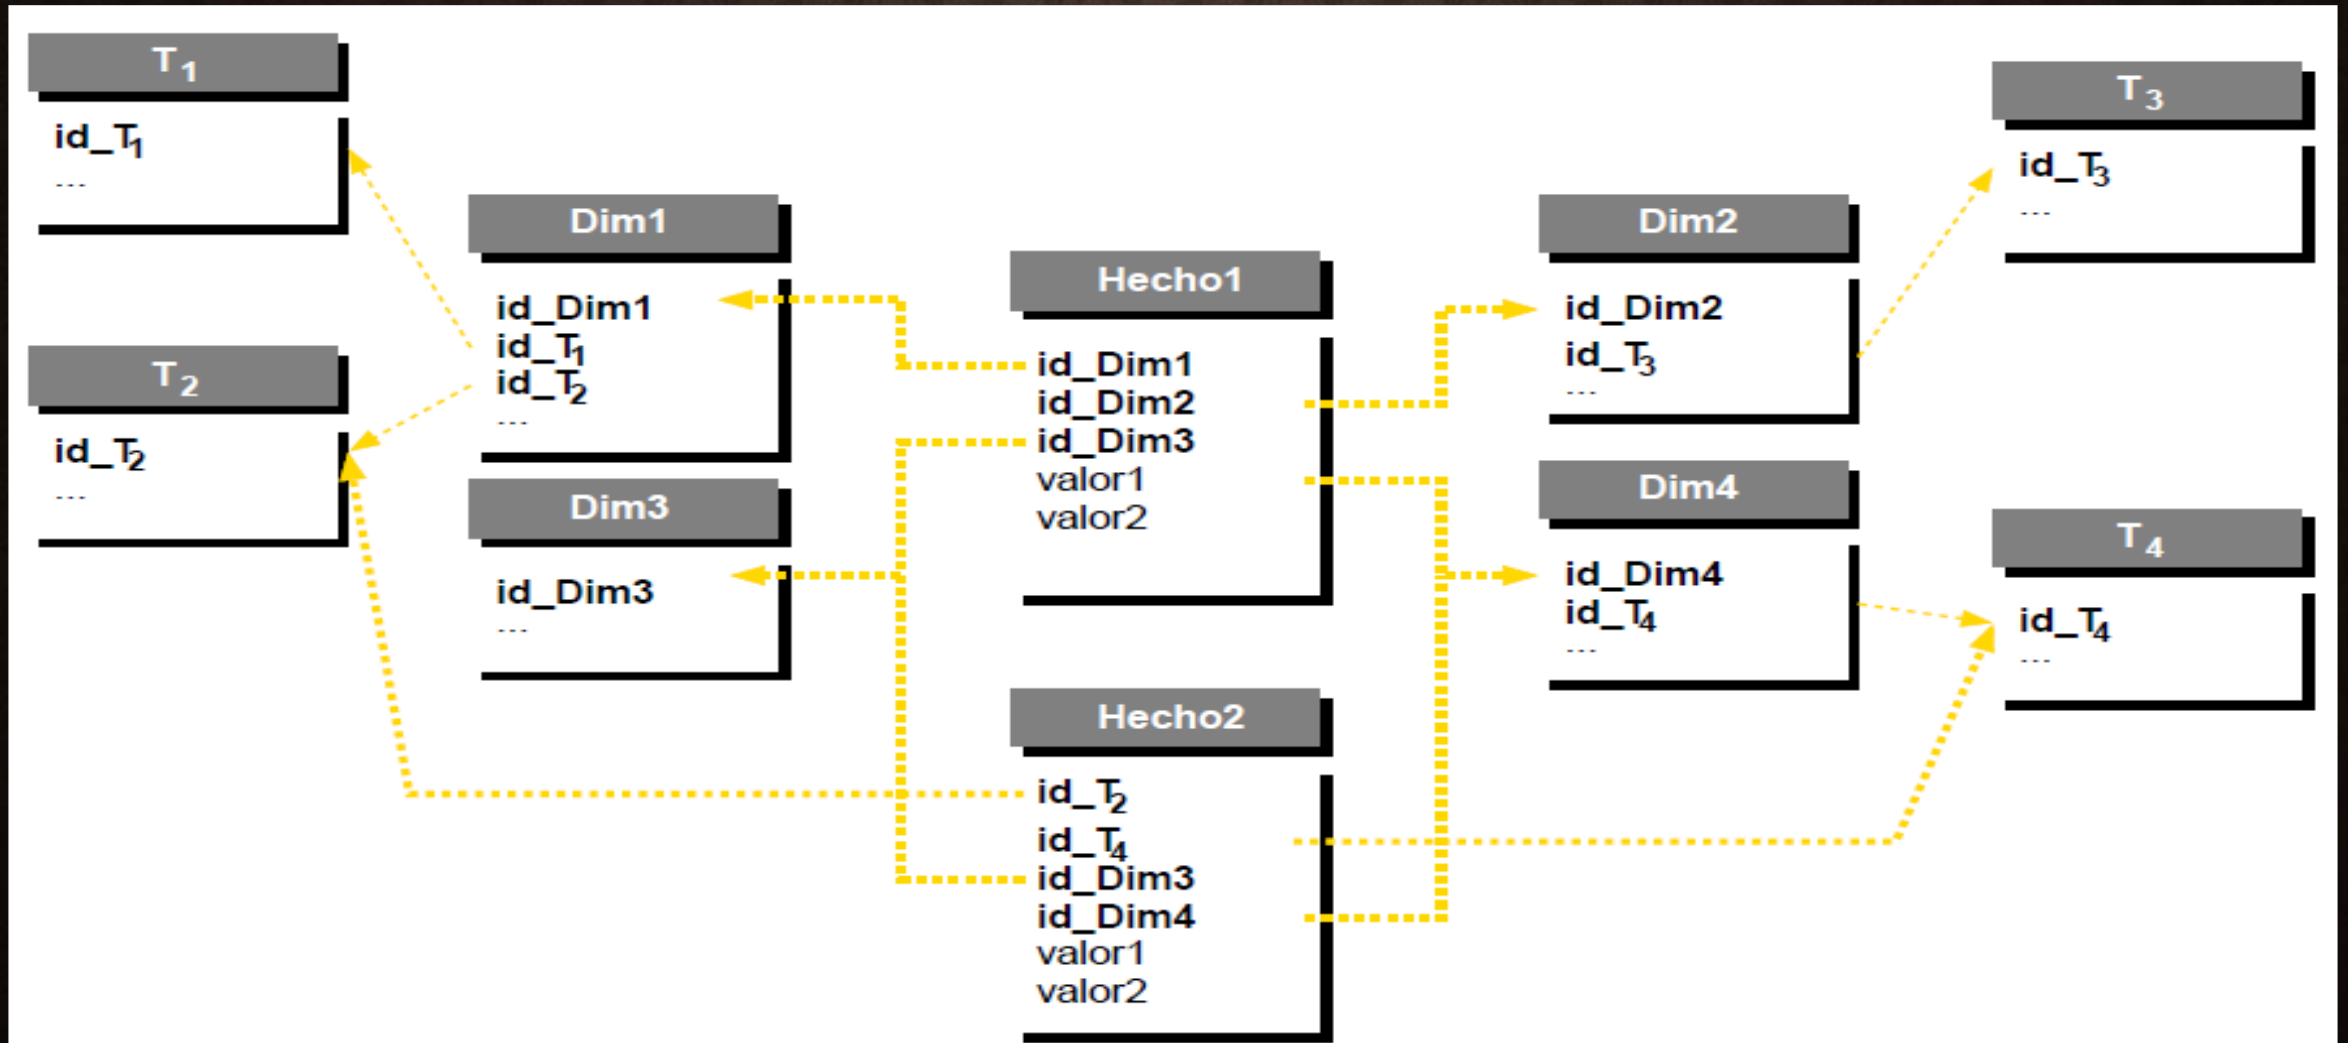 T1
id_T1
...
T2
id_T2
...
Dim1
id_Dim1
id_T1
id_T2
...
Dim3
id_Dim3
...
Hecho1
id_Dim1
id_Dim2
id_Dim3
valor1
valor2
Hecho2
id_T2
id_T4
id_Dim3
id_Dim4
valor1
valor2
Dim2
id_Dim2
id_T3
...
Dim4
id_Dim4
id_T4
...
T3
id_T3
...
T4
id_T4
...